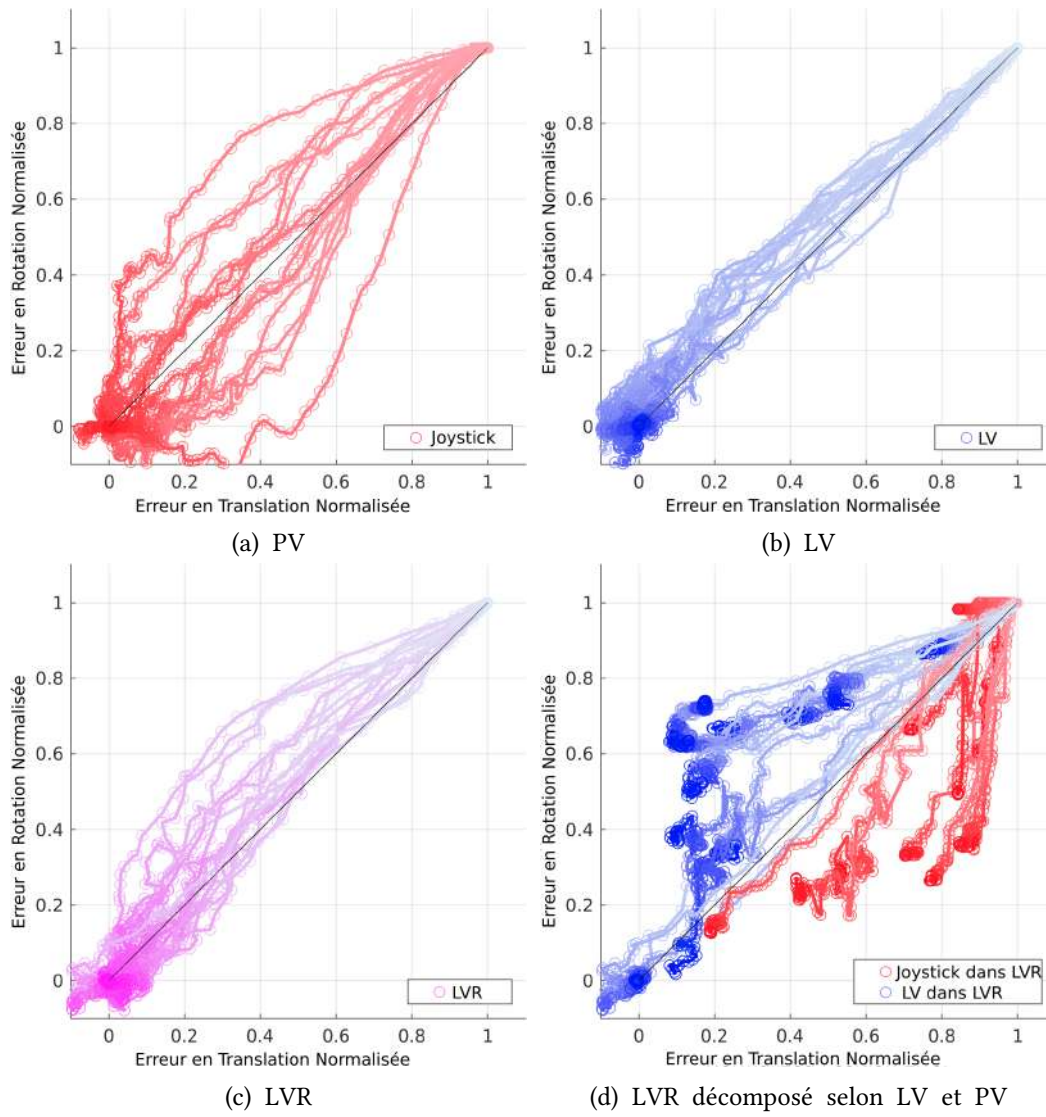 1
0.8
0.6
0.4
0.2
0
0 0.2 0.4 0.6 0.8 1
Erreur en Rotation Normalisée
Erreur en Translation Normalisée
Joystick
(a) PV
1
0.8
0.6
0.4
0.2
0
0 0.2 0.4 0.6 0.8 1
Erreur en Rotation Normalisée
Erreur en Translation Normalisée
LV
(b) LV
1
0.8
0.6
0.4
0.2
0
0 0.2 0.4 0.6 0.8 1
Erreur en Rotation Normalisée
Erreur en Translation Normalisée
LVR
(c) LVR
1
0.8
0.6
0.4
0.2
0
0 0.2 0.4 0.6 0.8 1
Erreur en Rotation Normalisée
Erreur en Translation Normalisée
Joystick dans LVR
LV dans LVR
(d) LVR décomposé selon LV et PV